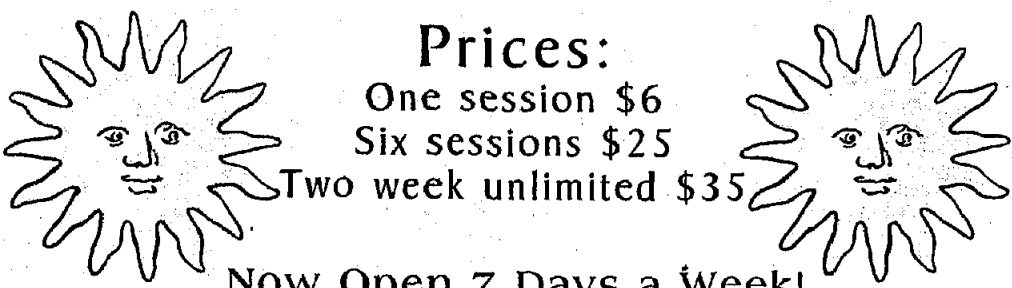 Prices:
One session $6
Six sessions $25
Two week unlimited $35
Now Open 7 Days a Week!